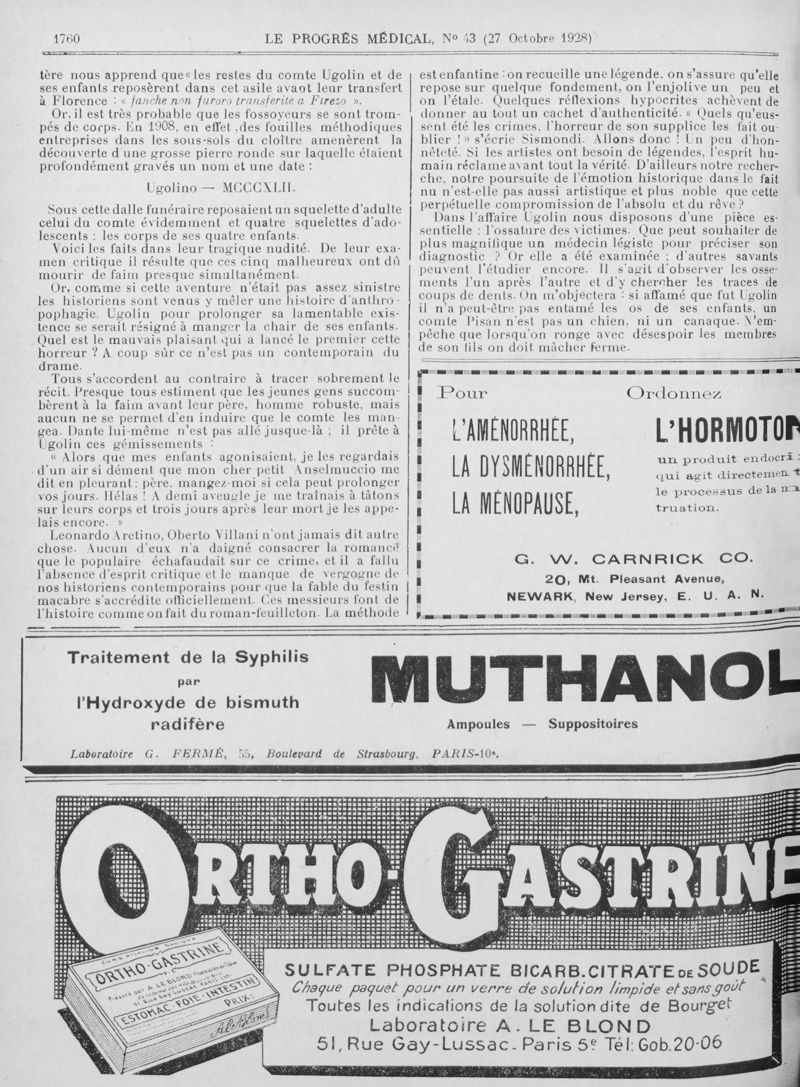 1760
LE PROGRÈS MÉDICAL, Nº 43 (27 Octobre 1928)
tère nous apprend que « les restes du comte Ugolin et de
ses enfants reposèrent dans cet asile avant leur transfert
à Florence : « fanche non furoro transferite a Firezo ».
Or, il est très probable que les fossoyeurs se sont trom-
pés de corps. En 1908, en effet ,des fouilles méthodiques
entreprises dans les sous-sols du cloître amenèrent la
découverte d'une grosse pierre ronde sur laquelle étaient
profondément gravés un nom et une date :
Ugolino — MCCCXLII.
Sous cette dalle funéraire reposaient un squelette d'adulte
celui du comte évidemment et quatre squelettes d'ado-
lescents : les corps de ses quatre enfants.
Voici les faits dans leur tragique nudité. De leur exa-
men critique il résulte que ces cinq malheureux ont dû
mourir de faim presque simultanément.
Or, comme si cette aventure n'était pas assez sinistre
les historiens sont venus y mêler une histoire d'anthro-
pophagie. Ugolin pour prolonger sa lamentable exis-
tence se serait résigné à manger la chair de ses enfants.
Quel est le mauvais plaisant qui a lancé le premier cette
horreur ? A coup sûr ce n'est pas un contemporain du
drame.
Tous s'accordent au contraire à tracer sobrement le
récit. Presque tous estiment que les jeunes gens succom-
bèrent à la faim avant leur père, homme robuste, mais
aucun ne se permet d'en induire que le comte les man-
gea. Dante lui-même n'est pas allé jusque-là ; il prête à
Ugolin ces gémissements :
« Alors que mes enfants agonisaient, je les regardais
d'un air si dément que mon cher petit Anselmuccio me
dit en pleurant : père, mangez-moi si cela peut prolonger
vos jours. Hélas ! A demi aveugle je me traînais à tâtons
sur leurs corps et trois jours après leur mort je les appe-
lais encore. »
Leonardo Aretino, Oberto Villani n'ont jamais dit autre
chose. Aucun d'eux n'a daigné consacrer la romance
que le populaire échafaudait sur ce crime, et il a fallu
l'absence d'esprit critique et le manque de vergogne de
nos historiens contemporains pour que la fable du festin
macabre s'accrédite officiellement. Ces messieurs font de
l'histoire comme on fait du roman-feuilleton. La méthode
est enfantine : on recueille une légende, on s'assure qu'elle
repose sur quelque fondement, on l'enjolive un peu et
on l'étale. Quelques réflexions hypocrites achèvent de
donner au tout un cachet d'authenticité. « Quels qu'eus-
sent été les crimes, l'horreur de son supplice les fait ou-
blier ! » s'écrie Sismondi. Allons donc ! Un peu d'hon-
nêteté. Si les artistes ont besoin de légendes, l'esprit hu-
main réclame avant tout la vérité. D'ailleurs notre recher-
che, notre poursuite de l'émotion historique dans le fait
nu n'est-elle pas aussi artistique et plus noble que cette
perpétuelle compromission de l'absolu et du rêve ?
Dans l'affaire Ugolin nous disposons d'une pièce es-
sentielle : l'ossature des victimes. Que peut souhaiter de
plus magnifique un médecin légiste pour préciser son
diagnostic ? Or elle a été examinée ; d'autres savants
peuvent l'étudier encore. Il s'agit d'observer les osse-
ments l'un après l'autre et d'y chercher les traces de
coups de dents. On m'objectera : si affamé que fut Ugolin
il n'a peut-être pas entamé les os de ses enfants, un
comte Pisan n'est pas un chien, ni un canaque. N'em-
pêche que lorsqu'on ronge avec désespoir les membres
de son fils on doit mâcher ferme.
Pour
L'AMÉNORRHÉE,
LA DYSMÉNORRHÉE,
LA MÉNOPAUSE,
Ordonnez
L'HORMOTO
un produit endocri
qui agit directement
le processus de la
truation.
G. W. CARNRICK CO.
20, Mt. Pleasant Avenue,
NEWARK, New Jersey, E. U. A. N.
Traitement de la Syphilis
par
l'Hydroxyde de bismuth
radifère
MUTHANOL
Ampoules — Suppositoires
Laboratoire G. FERMÉ, 55, Boulevard de Strasbourg, PARIS-10e.
ORTHO-GASTRINE
ORTHO-GASTRINE
Préparé par A. LE BLOND
51 Rue Gay Lussac
ESTOMAC-FOIE-INTESTIN
PRIX:
A. Le Blond
SULFATE PHOSPHATE BICARB.CITRATE DE SOUDE
Chaque paquet pour un verre de solution limpide et sans goût
Toutes les indications de la solution dite de Bourget
Laboratoire A. LE BLOND
51, Rue Gay-Lussac - Paris 5e Tél: Gob.20-06